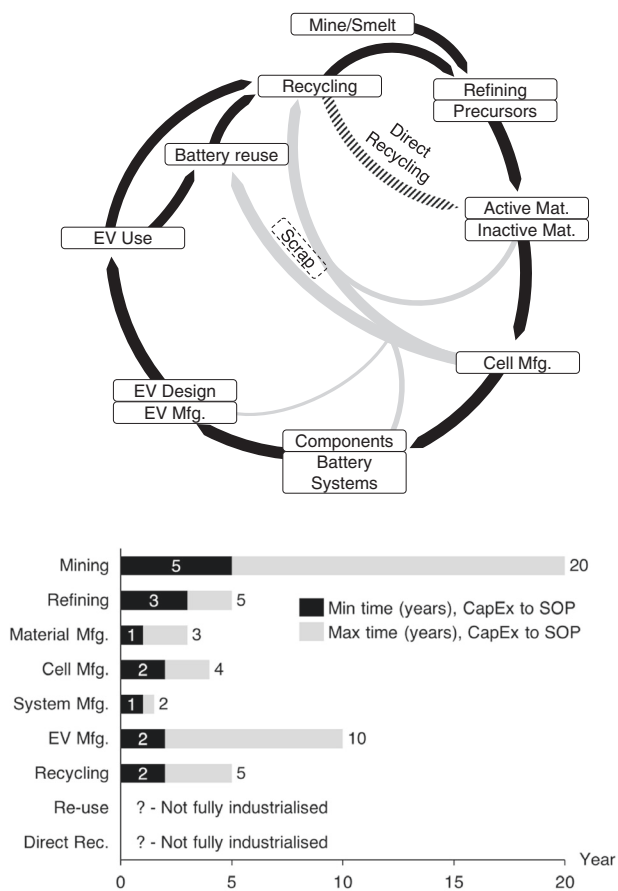 Mine/Smelt
Recycling
Refining
Precursors
Direct
Recycling
Battery reuse
Active Mat.
Inactive Mat.
EV Use
Scrap
Cell Mfg.
EV Design
EV Mfg.
Components
Battery
Systems
Mining 5 20
Refining 3 5
Min time (years), CapEx to SOP
Material Mfg. 1 3
Max time (years), CapEx to SOP
Cell Mfg. 2 4
System Mfg. 1 2
EV Mfg. 2 10
Recycling 2 5
Re-use ? - Not fully industrialised
Direct Rec. ? - Not fully industrialised
Year
0 5 10 15 20